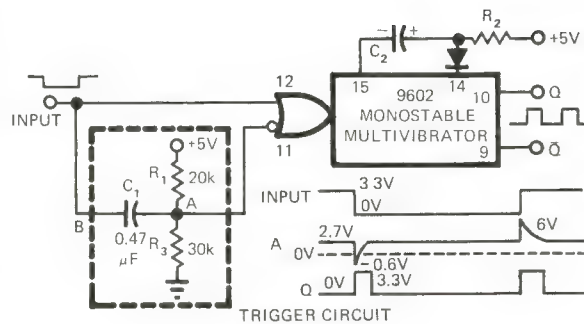 R₂
+5V
C₂
− +
15
14
12
9602
MONOSTABLE
MULTIVIBRATOR
10
Q
9
Q̄
INPUT
11
+5V
R₁
20k
A
C₁
B
0.47
µF
R₃
30k
INPUT
3 3V
0V
A
2.7V
0V
−0.6V
6V
Q
0V
3.3V
TRIGGER CIRCUIT